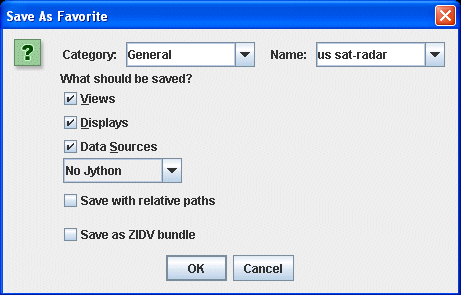 Save As Favorite
Category: General Name: us sat-radar
What should be saved?
Views
Displays
Data Sources
No Jython
Save with relative paths
Save as ZIDV bundle
OK Cancel